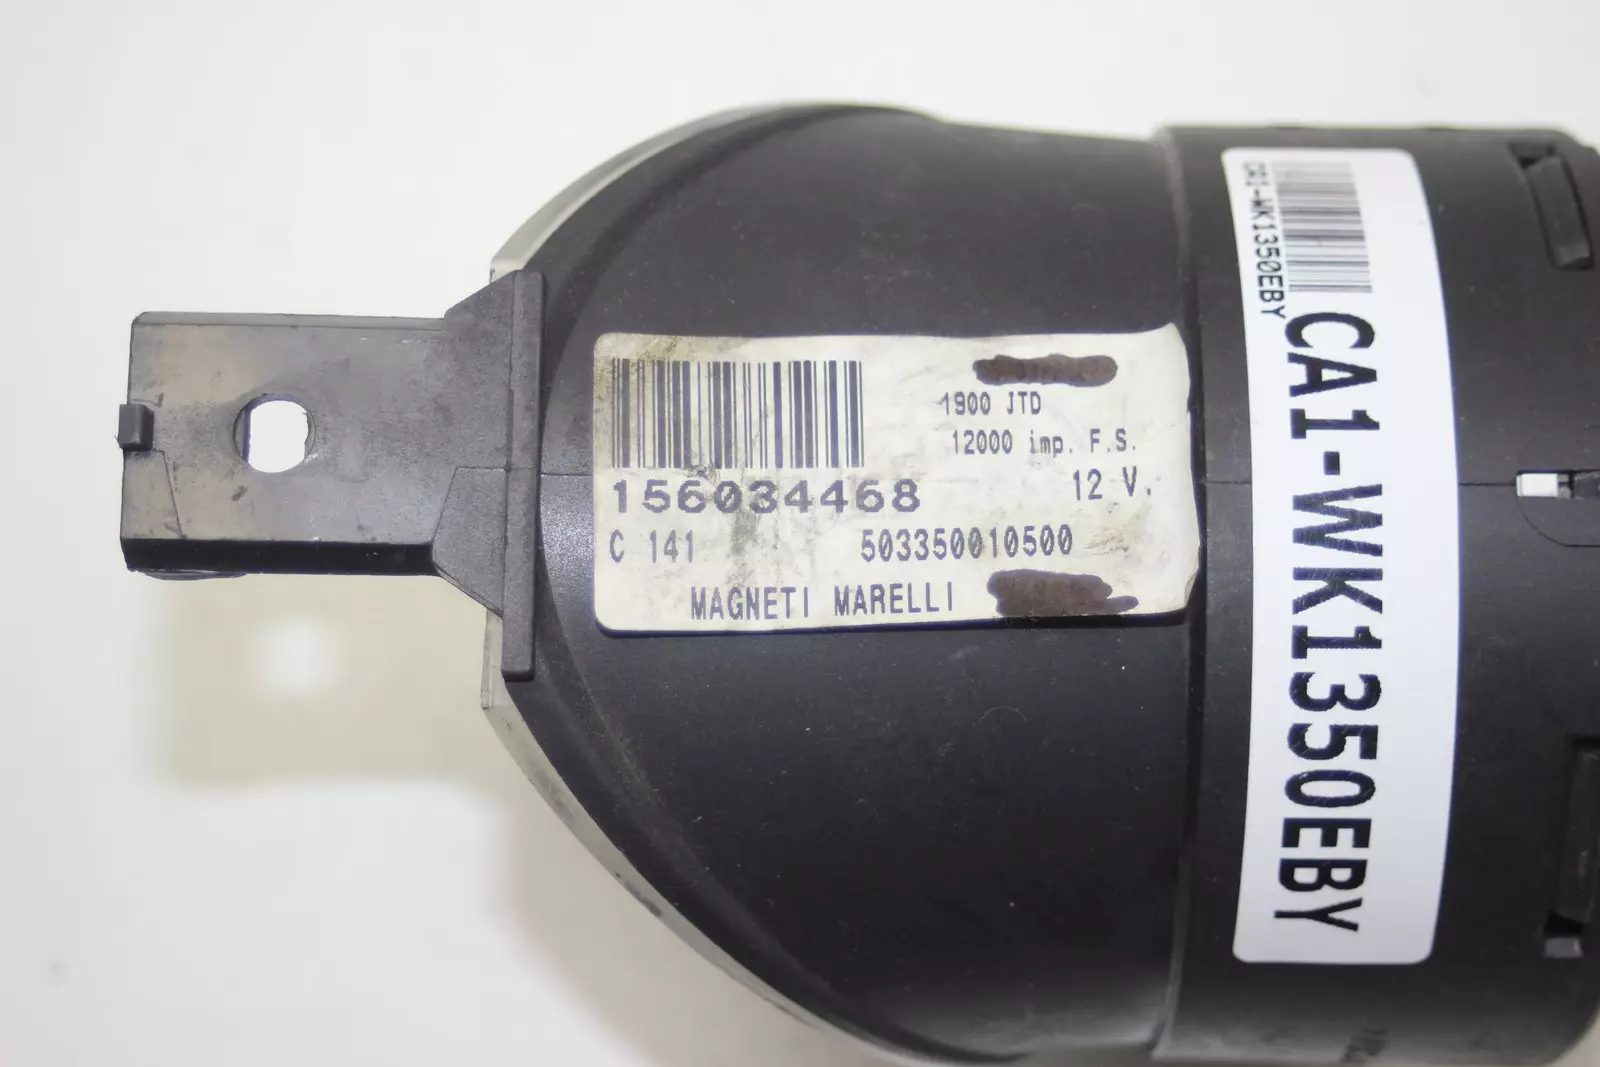 1900 JTD
12000 imp. F.S.
156034468
12 V.
C 141
503350010500
MAGNETI MARELLI
CA1-WK1350EBY
CA1-WK1350EBY